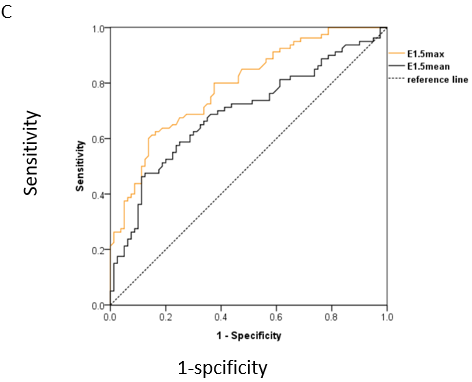 C
E1.5max
E1.5mean
reference line
Sensitivity
Sensitivity
1.0
0.8
0.6
0.4
0.2
0.0
0.0 0.2 0.4 0.6 0.8 1.0
1 - Specificity
1-spcificity